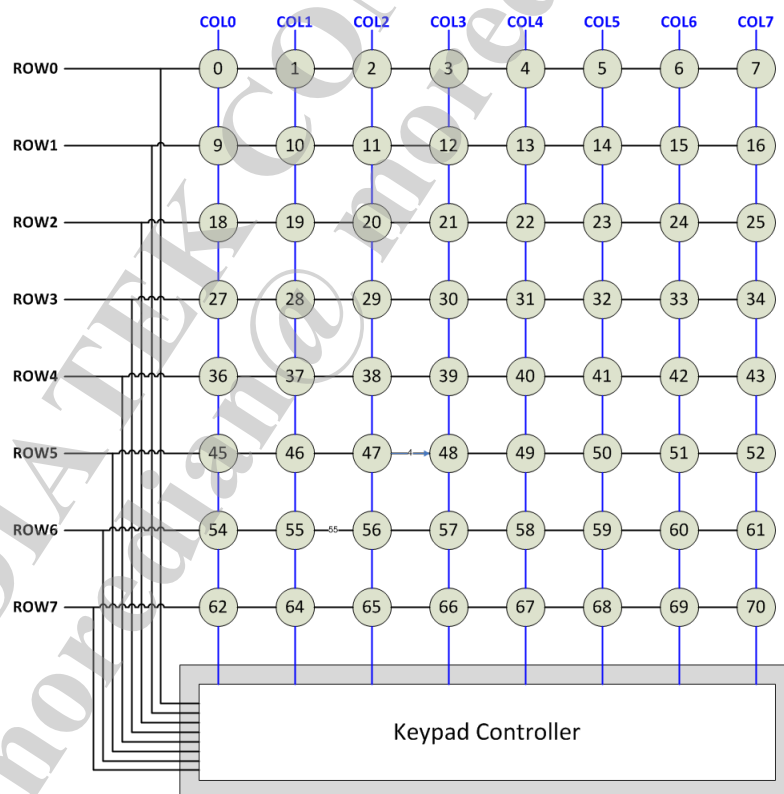 COL0 COL1 COL2 COL3 COL4 COL5 COL6 COL7
ROW0 0 1 2 3 4 5 6 7
ROW1 9 10 11 12 13 14 15 16
ROW2 18 19 20 21 22 23 24 25
ROW3 27 28 29 30 31 32 33 34
ROW4 36 37 38 39 40 41 42 43
ROW5 45 46 47 4 48 49 50 51 52
ROW6 54 55 55 56 57 58 59 60 61
ROW7 62 64 65 66 67 68 69 70
Keypad Controller